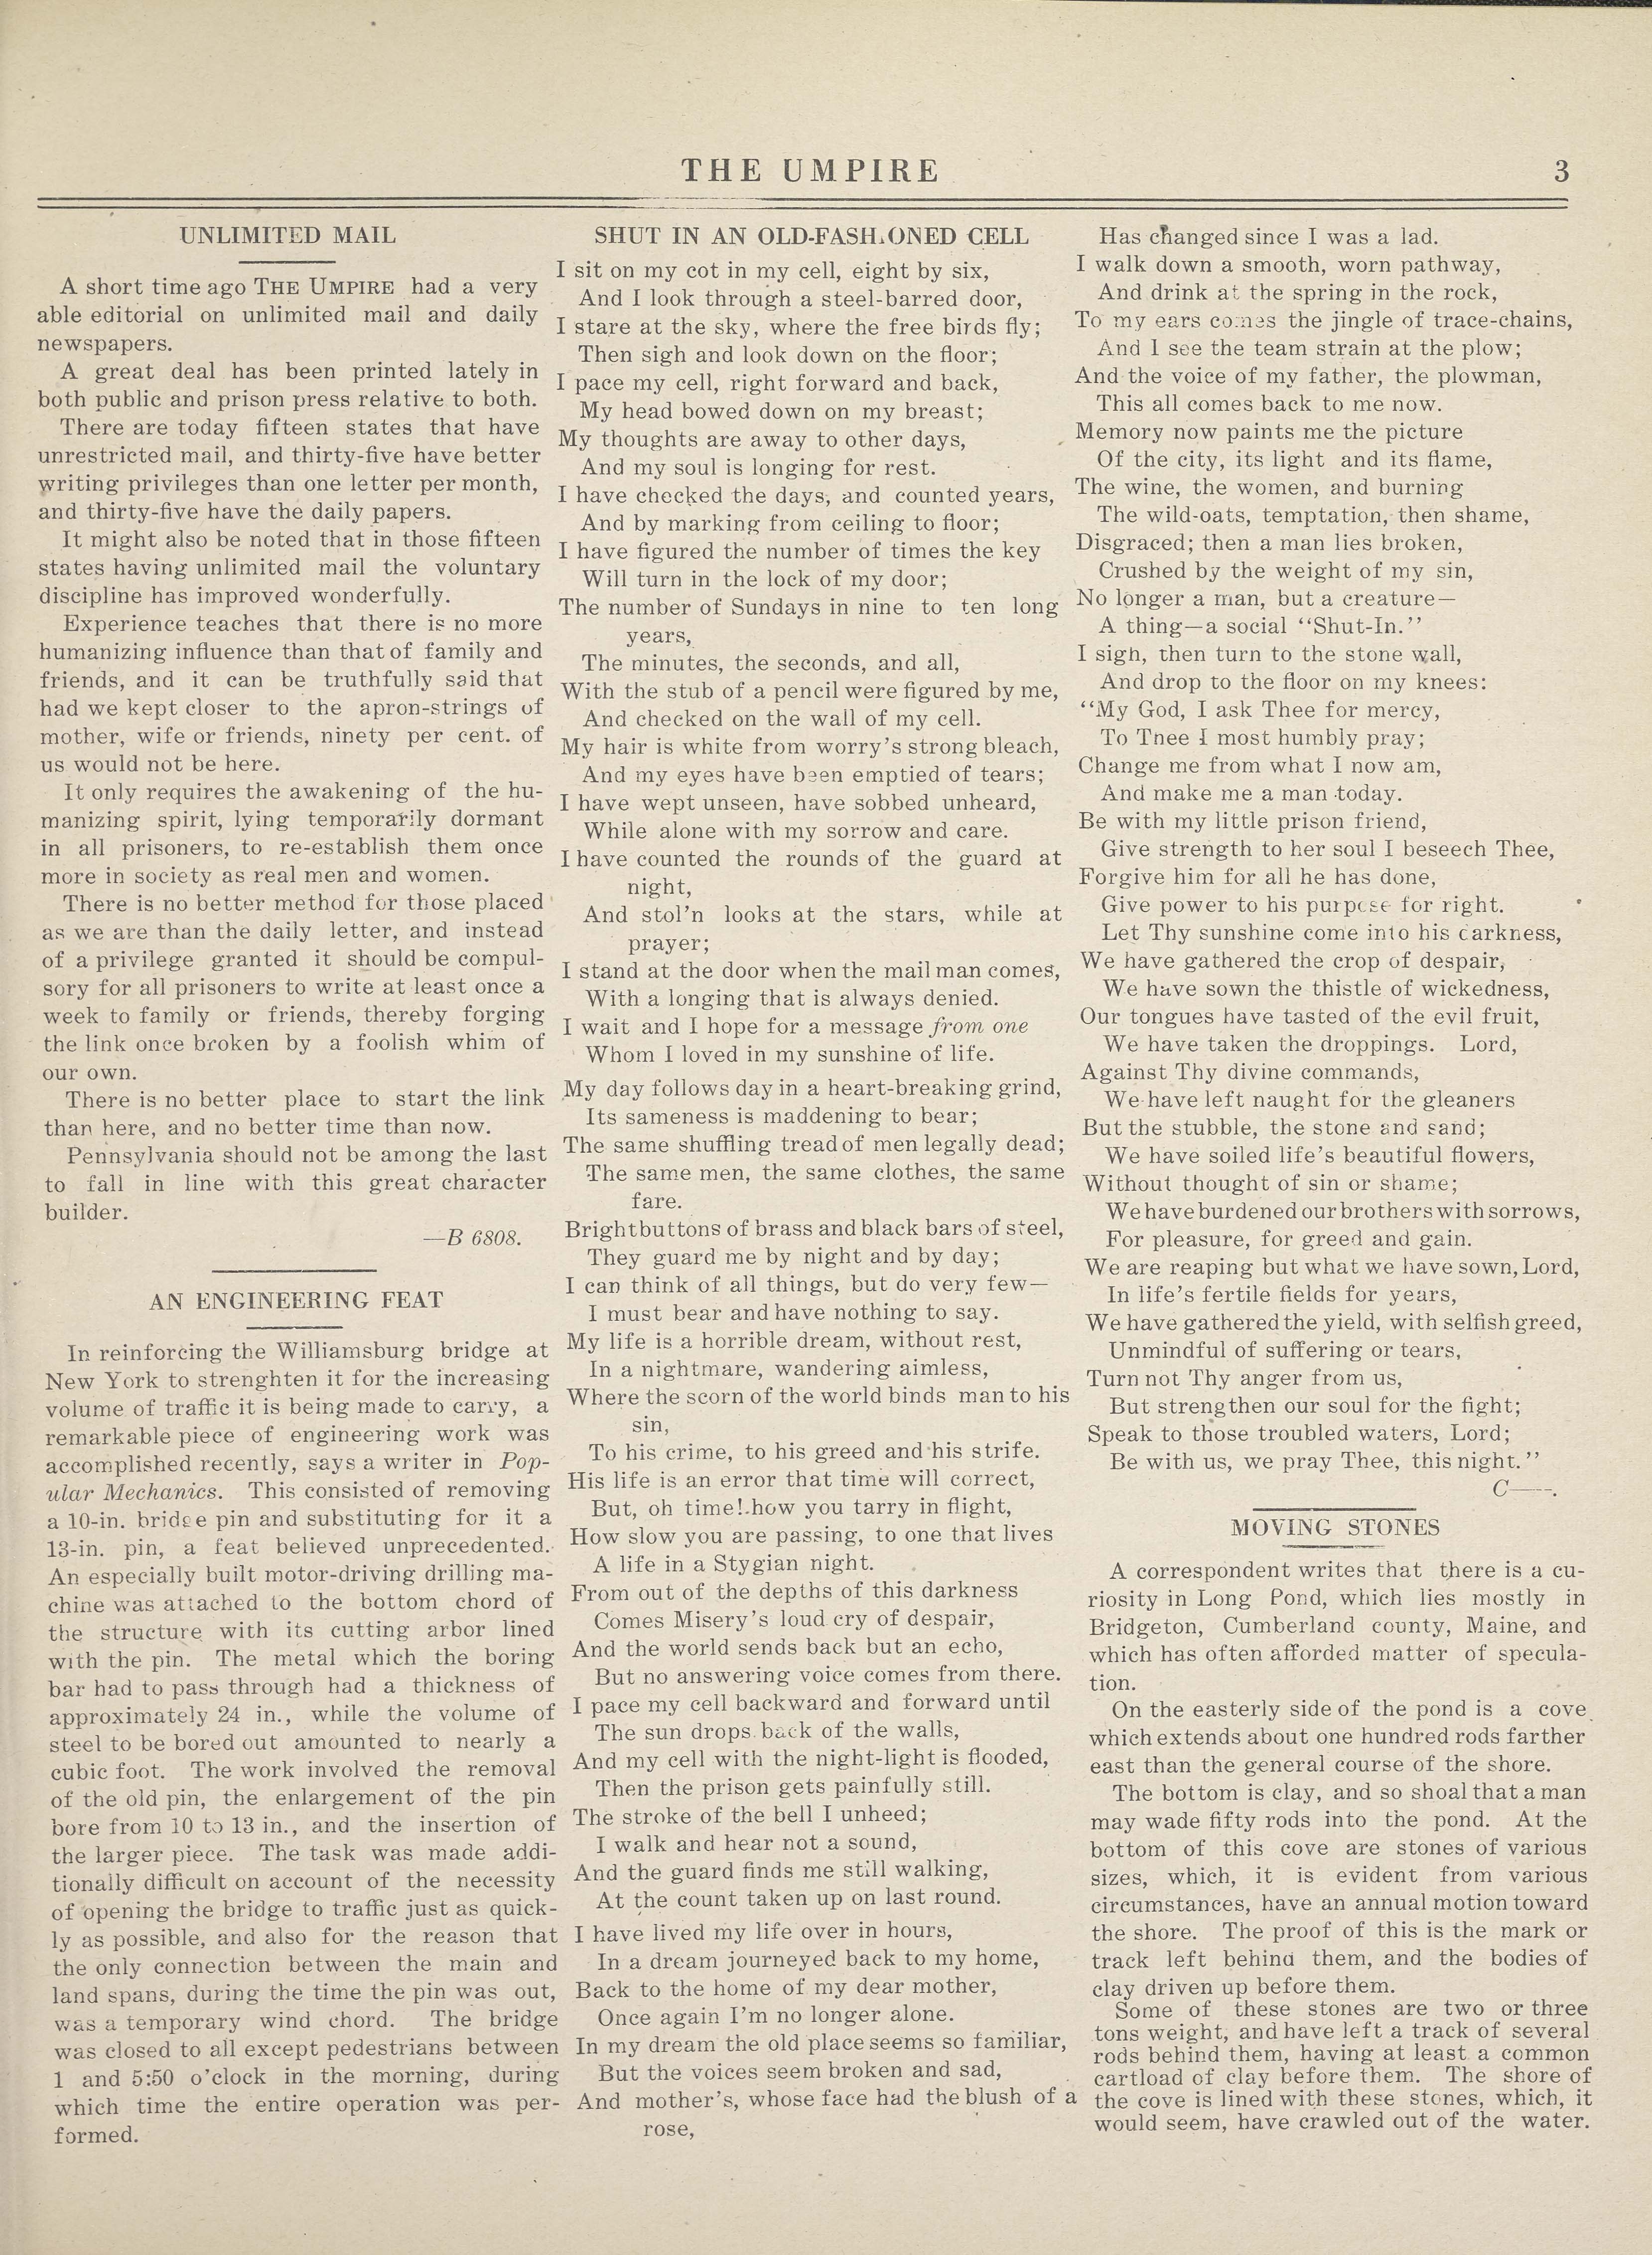 THE UMPIRE
3
UNLIMITED MAIL
A short time ago THE UMPIRE had a very
able editorial on unlimited mail and daily
newspapers.
A great deal has been printed lately in
both public and prison press relative to both.
There are today fifteen states that have
unrestricted mail, and thirty-five have better
writing privileges than one letter per month,
and thirty-five have the daily papers.
It might also be noted that in those fifteen
states having unlimited mail the voluntary
discipline has improved wonderfully.
Experience teaches that there is no more
humanizing influence than that of family and
friends, and it can be truthfully said that
had we kept closer to the apron-strings of
mother, wife or friends, ninety per cent. of
us would not be here.
It only requires the awakening of the hu-
manizing spirit, lying temporarily dormant
in all prisoners, to re-establish them once
more in society as real men and women.
There is no better method for those placed
as we are than the daily letter, and instead
of a privilege granted it should be compul-
sory for all prisoners to write at least once a
week to family or friends, thereby forging
the link once broken by a foolish whim of
our own.
There is no better place to start the link
than here, and no better time than now.
Pennsylvania should not be among the last
to fall in line with this great character
builder.
—B 6808.
AN ENGINEERING FEAT
In reinforcing the Williamsburg bridge at
New York to strenghten it for the increasing
volume of traffic it is being made to carry, a
remarkable piece of engineering work was
accomplished recently, says a writer in Pop-
ular Mechanics. This consisted of removing
a 10-in. bridge pin and substituting for it a
13-in. pin, a feat believed unprecedented.
An especially built motor-driving drilling ma-
chine was attached to the bottom chord of
the structure with its cutting arbor lined
with the pin. The metal which the boring
bar had to pass through had a thickness of
approximately 24 in., while the volume of
steel to be bored out amounted to nearly a
cubic foot. The work involved the removal
of the old pin, the enlargement of the pin
bore from 10 to 13 in., and the insertion of
the larger piece. The task was made addi-
tionally difficult on account of the necessity
of opening the bridge to traffic just as quick-
ly as possible, and also for the reason that
the only connection between the main and
land spans, during the time the pin was out,
was a temporary wind chord. The bridge
was closed to all except pedestrians between
1 and 5:50 o'clock in the morning, during
which time the entire operation was per-
formed.
SHUT IN AN OLD-FASHIONED CELL
I sit on my cot in my cell, eight by six,
And I look through a steel-barred door,
I stare at the sky, where the free birds fly;
Then sigh and look down on the floor;
I pace my cell, right forward and back,
My head bowed down on my breast;
My thoughts are away to other days,
And my soul is longing for rest.
I have checked the days, and counted years,
And by marking from ceiling to floor;
I have figured the number of times the key
Will turn in the lock of my door;
The number of Sundays in nine to ten long
years,
The minutes, the seconds, and all,
With the stub of a pencil were figured by me,
And checked on the wall of my cell.
My hair is white from worry's strong bleach,
And my eyes have been emptied of tears;
I have wept unseen, have sobbed unheard,
While alone with my sorrow and care.
I have counted the rounds of the guard at
night,
And stol'n looks at the stars, while at
prayer;
I stand at the door when the mail man comes,
With a longing that is always denied.
I wait and I hope for a message from one
Whom I loved in my sunshine of life.
My day follows day in a heart-breaking grind,
Its sameness is maddening to bear;
The same shuffling tread of men legally dead;
The same men, the same clothes, the same
fare.
Bright buttons of brass and black bars of steel,
They guard me by night and by day;
I can think of all things, but do very few—
I must bear and have nothing to say.
My life is a horrible dream, without rest,
In a nightmare, wandering aimless,
Where the scorn of the world binds man to his
sin,
To his crime, to his greed and his strife.
His life is an error that time will correct,
But, oh time! how you tarry in flight,
How slow you are passing, to one that lives
A life in a Stygian night.
From out of the depths of this darkness
Comes Misery's loud cry of despair,
And the world sends back but an echo,
But no answering voice comes from there.
I pace my cell backward and forward until
The sun drops back of the walls,
And my cell with the night-light is flooded,
Then the prison gets painfully still.
The stroke of the bell I unheed;
I walk and hear not a sound,
And the guard finds me still walking,
At the count taken up on last round.
I have lived my life over in hours,
In a dream journeyed back to my home,
Back to the home of my dear mother,
Once again I'm no longer alone.
In my dream the old place seems so familiar,
But the voices seem broken and sad,
And mother's, whose face had the blush of a
rose,
Has changed since I was a lad.
I walk down a smooth, worn pathway,
And drink at the spring in the rock,
To my ears comes the jingle of trace-chains,
And I see the team strain at the plow;
And the voice of my father, the plowman,
This all comes back to me now.
Memory now paints me the picture
Of the city, its light and its flame,
The wine, the women, and burning
The wild-oats, temptation, then shame,
Disgraced; then a man lies broken,
Crushed by the weight of my sin,
No longer a man, but a creature—
A thing—a social "Shut-In."
I sigh, then turn to the stone wall,
And drop to the floor on my knees:
"My God, I ask Thee for mercy,
To Thee I most humbly pray;
Change me from what I now am,
And make me a man today.
Be with my little prison friend,
Give strength to her soul I beseech Thee,
Forgive him for all he has done,
Give power to his purpose for right.
Let Thy sunshine come into his darkness,
We have gathered the crop of despair,
We have sown the thistle of wickedness,
Our tongues have tasted of the evil fruit,
We have taken the droppings. Lord,
Against Thy divine commands,
We have left naught for the gleaners
But the stubble, the stone and sand;
We have soiled life's beautiful flowers,
Without thought of sin or shame;
We have burdened our brothers with sorrows,
For pleasure, for greed and gain.
We are reaping but what we have sown, Lord,
In life's fertile fields for years,
We have gathered the yield, with selfish greed,
Unmindful of suffering or tears,
Turn not Thy anger from us,
But strengthen our soul for the fight;
Speak to those troubled waters, Lord;
Be with us, we pray Thee, this night."
C——.
MOVING STONES
A correspondent writes that there is a cu-
riosity in Long Pond, which lies mostly in
Bridgeton, Cumberland county, Maine, and
which has often afforded matter of specula-
tion.
On the easterly side of the pond is a cove
which extends about one hundred rods farther
east than the general course of the shore.
The bottom is clay, and so shoal that a man
may wade fifty rods into the pond. At the
bottom of this cove are stones of various
sizes, which, it is evident from various
circumstances, have an annual motion toward
the shore. The proof of this is the mark or
track left behind them, and the bodies of
clay driven up before them.
Some of these stones are two or three
tons weight, and have left a track of several
rods behind them, having at least a common
cartload of clay before them. The shore of
the cove is lined with these stones, which, it
would seem, have crawled out of the water.